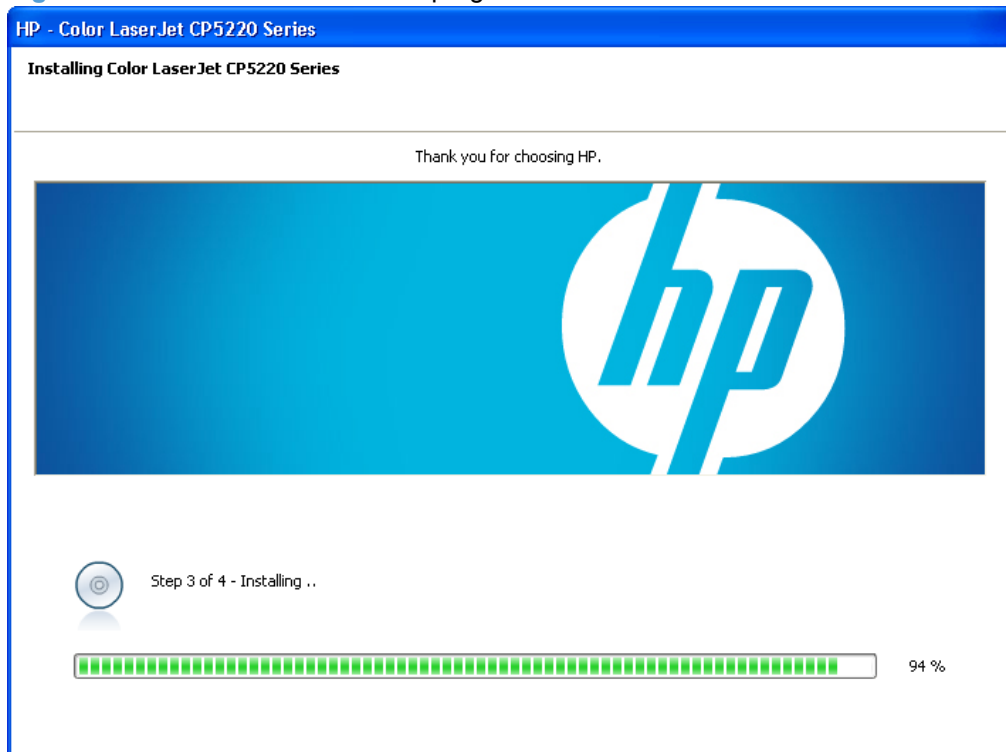 HP - Color LaserJet CP5220 Series
Installing Color LaserJet CP5220 Series
Thank you for choosing HP.
hp
Step 3 of 4 - Installing ..
94 %